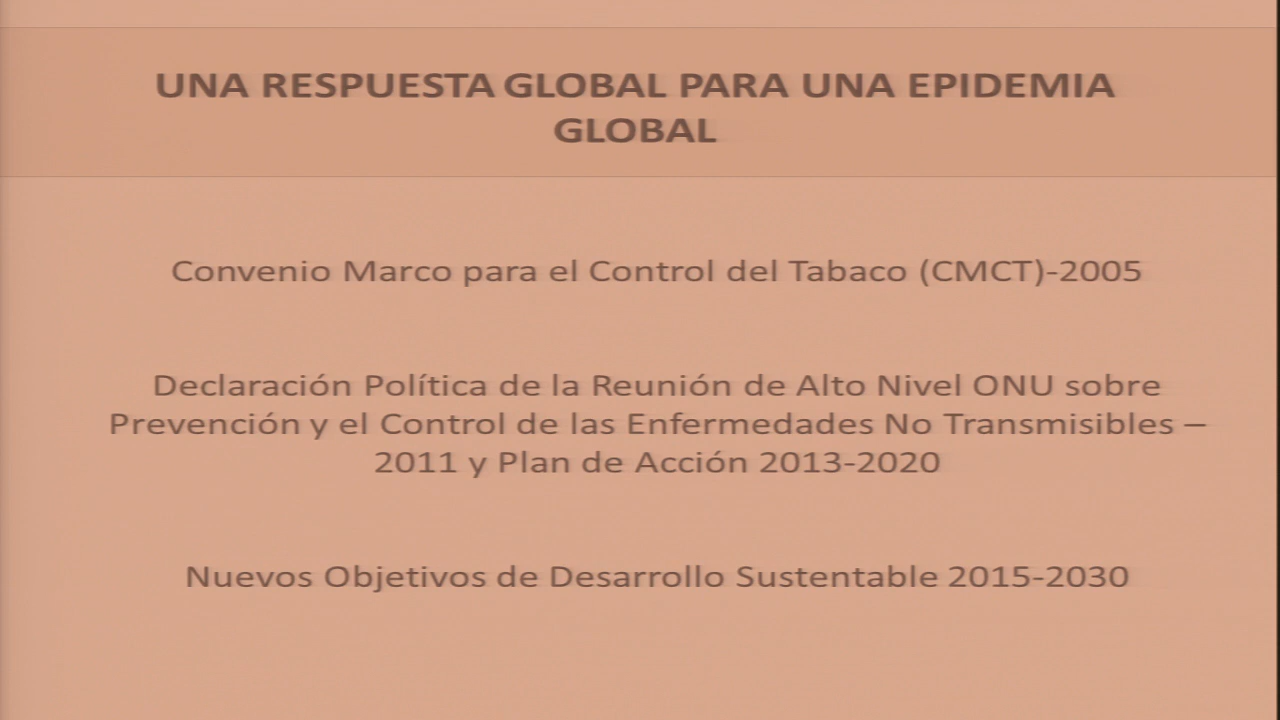 UNA RESPUESTA GLOBAL PARA UNA EPIDEMIA
GLOBAL
Convenio Marco para el Control del Tabaco (CMCT)-2005
Declaración Política de la Reunión de Alto Nivel ONU sobre
Prevención y el Control de las Enfermedades No Transmisibles –
2011 y Plan de Acción 2013-2020
Nuevos Objetivos de Desarrollo Sustentable 2015-2030